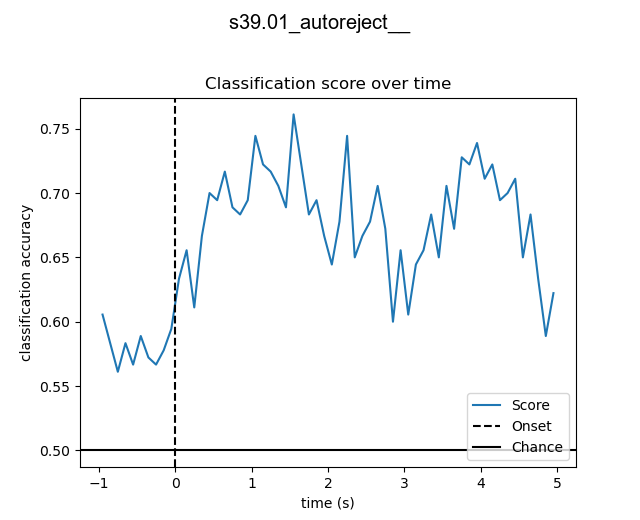 s39.01_autoreject__
Classification score over time
classification accuracy
0.75
0.70
0.65
0.60
0.55
0.50
Score
Onset
Chance
−1 0 1 2 3 4 5
time (s)